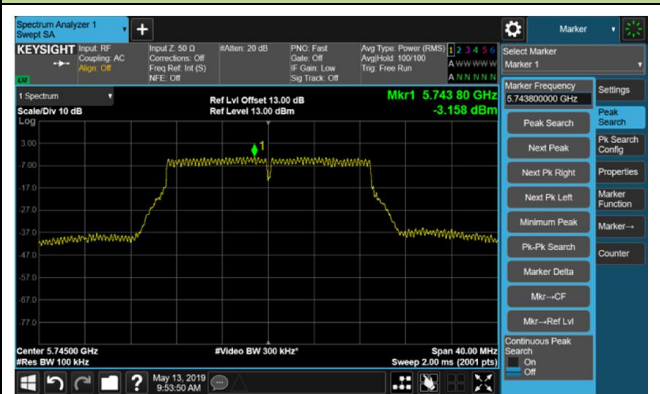 Spectrum Analyzer 1
Swept SA
Marker
KEYSIGHT
Input: RF
Coupling: AC
Align: Off
Input Z: 50 Ω
Corrections: Off
Freq Ref: Int (S)
NFE: Off
#Atten: 20 dB
PNO: Fast
Gate: Off
IF Gain: Low
Sig Track: Off
Avg Type: Power (RMS)
Avg|Hold: 100/100
Trig: Free Run
1 2 3 4 5 6
A W W W W W
A N N N N N
Select Marker
Marker 1
1 Spectrum
Scale/Div 10 dB
Log
Ref Lvl Offset 13.00 dB
Ref Level 13.00 dBm
Mkr1 5.743 80 GHz
-3.158 dBm
1
3.00
-7.00
-17.0
-27.0
-37.0
-47.0
-57.0
-67.0
-77.0
Center 5.74500 GHz
#Res BW 100 kHz
#Video BW 300 kHz*
Span 40.00 MHz
Sweep 2.00 ms (2001 pts)
Marker Frequency
5.743800000 GHz
Peak Search
Next Peak
Next Pk Right
Next Pk Left
Minimum Peak
Pk-Pk Search
Marker Delta
Mkr→CF
Mkr→Ref Lvl
Continuous Peak
Search
On
Off
Settings
Peak
Search
Pk Search
Config
Properties
Marker
Function
Marker→
Counter
May 13, 2019
9:53:50 AM